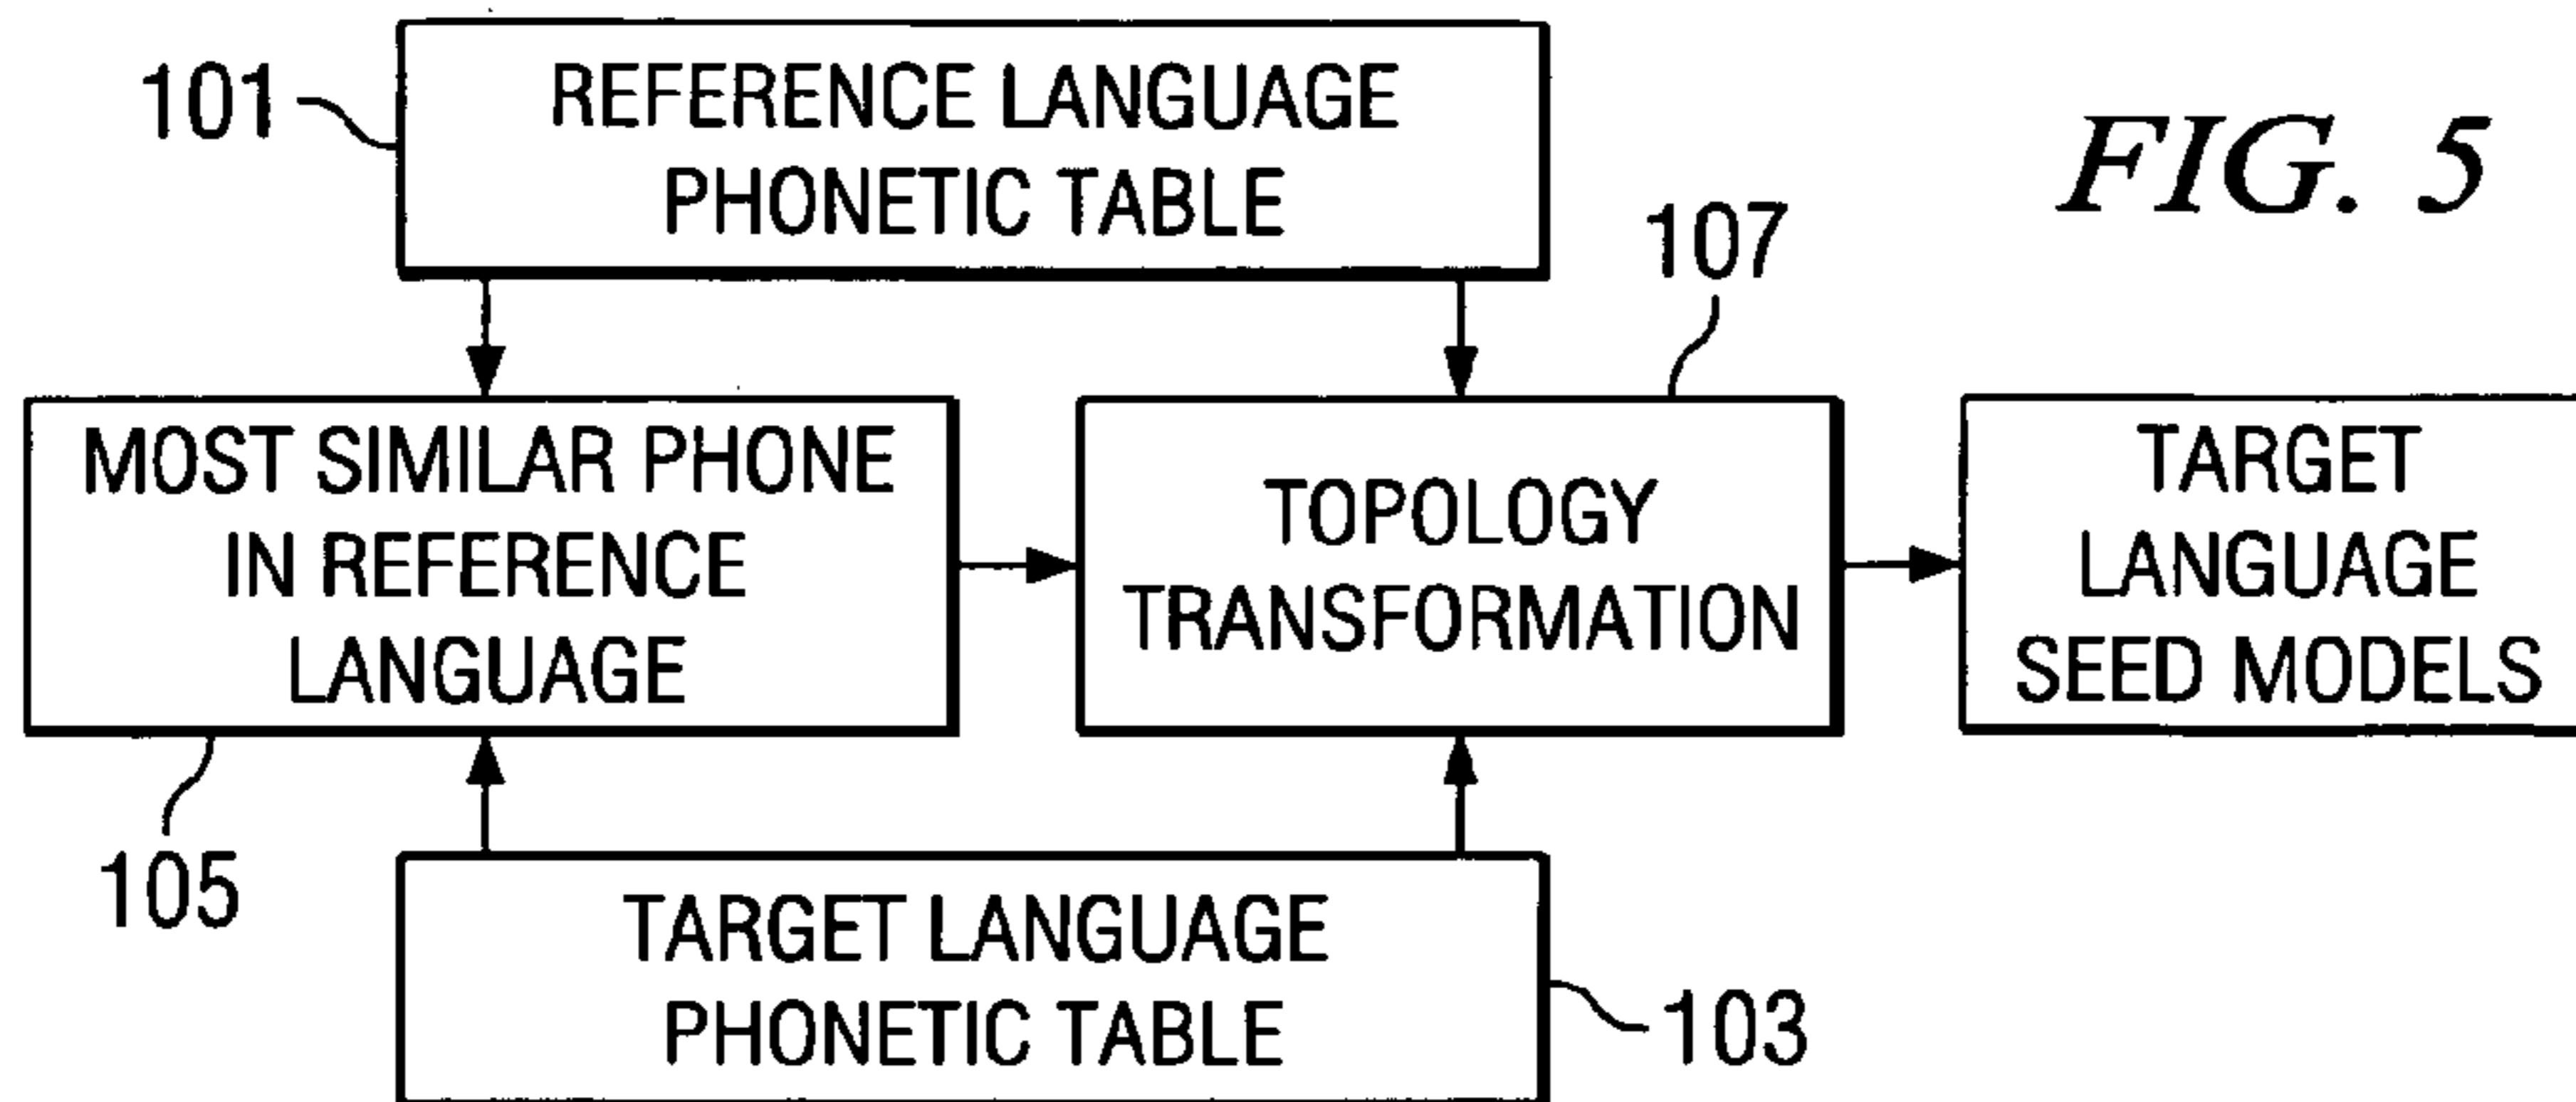 101
REFERENCE LANGUAGE
PHONETIC TABLE
FIG. 5
107
MOST SIMILAR PHONE
IN REFERENCE
LANGUAGE
TOPOLOGY
TRANSFORMATION
TARGET
LANGUAGE
SEED MODELS
105
TARGET LANGUAGE
PHONETIC TABLE
103